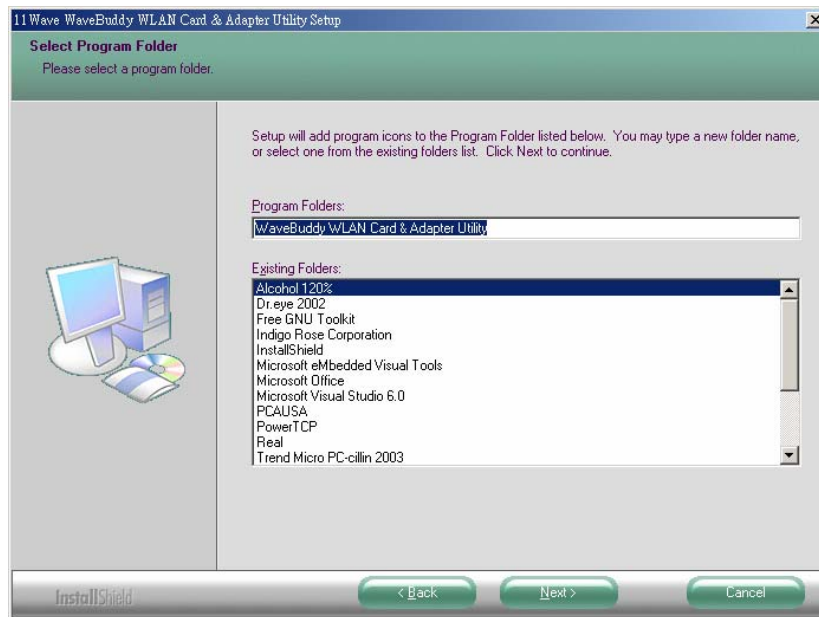 11Wave WaveBuddy WLAN Card & Adapter Utility Setup
Select Program Folder
Please select a program folder.
Setup will add program icons to the Program Folder listed below. You may type a new folder name,
or select one from the existing folders list. Click Next to continue.
Program Folders:
WaveBuddy WLAN Card & Adapter Utility
Existing Folders:
Alcohol 120%
Dr.eye 2002
Free GNU Toolkit
Indigo Rose Corporation
InstallShield
Microsoft eMbedded Visual Tools
Microsoft Office
Microsoft Visual Studio 6.0
PCAUSA
PowerTCP
Real
Trend Micro PC-cillin 2003
InstallShield
< Back
Next >
Cancel